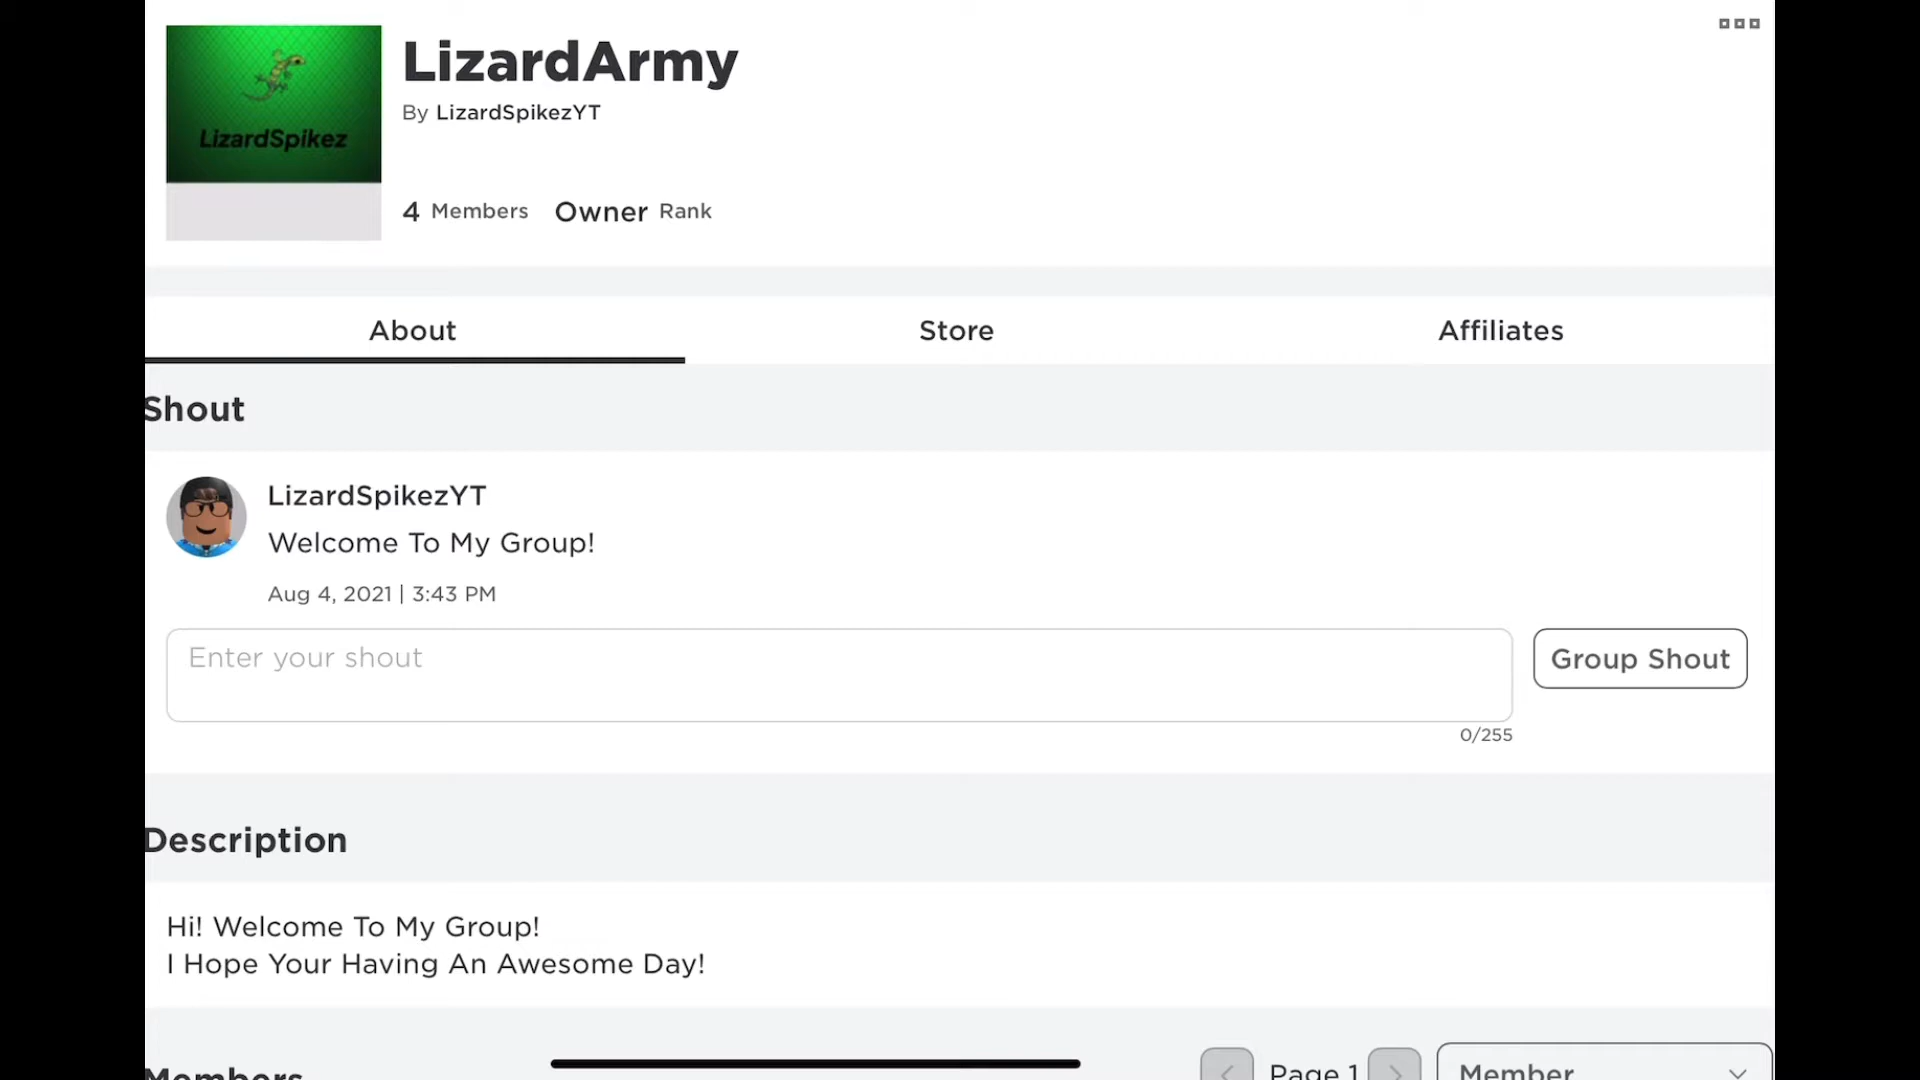 LizardSpikez
LizardArmy
By LizardSpikezYT
4 Members Owner Rank
About Store Affiliates
Shout
LizardSpikezYT
Welcome To My Group!
Aug 4, 2021 | 3:43 PM
Enter your shout
Group Shout
0/255
Description
Hi! Welcome To My Group!
I Hope Your Having An Awesome Day!
Members
Page 1
Member